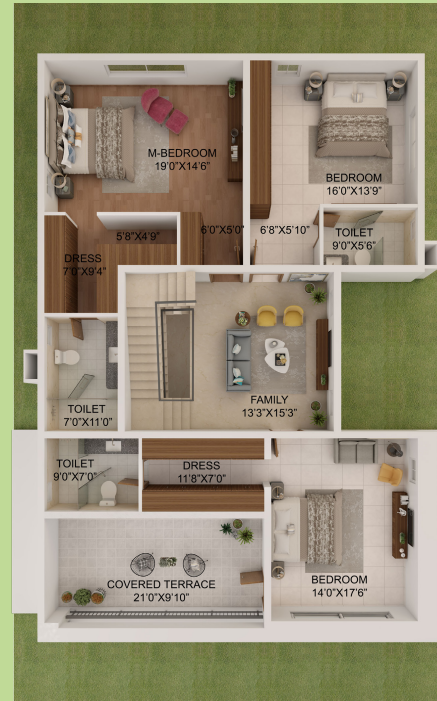 M-BEDROOM
19'0"X14'6"
BEDROOM
16'0"X13'9"
5'8"X4'9"
6'0"X5'0"
6'8"X5'10"
TOILET
9'0"X5'6"
DRESS
7'0"X9'4"
FAMILY
13'3"X15'3"
TOILET
7'0"X11'0"
TOILET
9'0"X7'0"
DRESS
11'8"X7'0"
BEDROOM
14'0"X17'6"
COVERED TERRACE
21'0"X9'10"